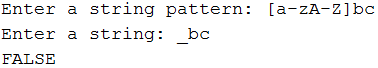 Enter a string pattern: [a-zA-Z]bc
Enter a string: _bc
FALSE